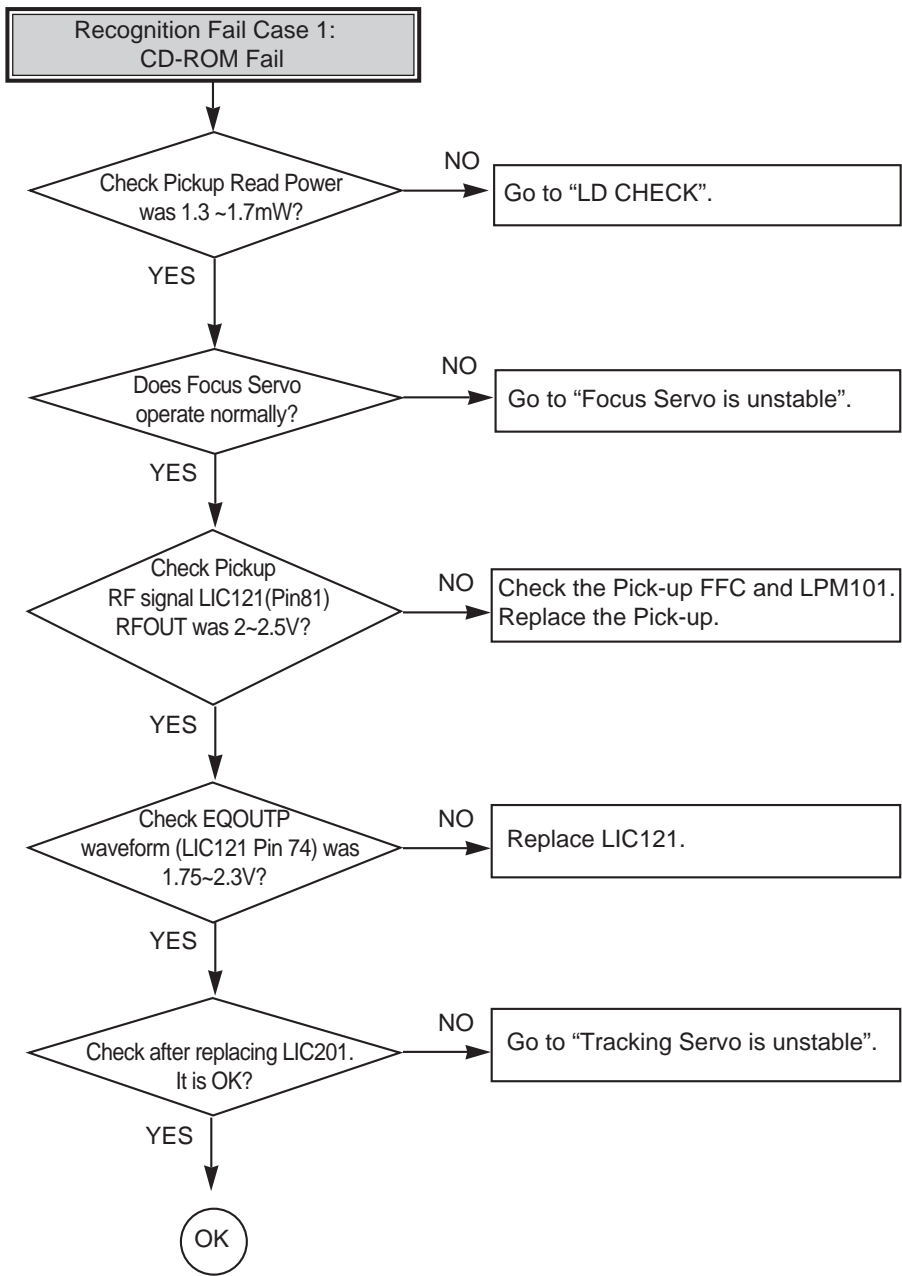 Recognition Fail Case 1:
CD-ROM Fail
Check Pickup Read Power
was 1.3 ~1.7mW?
NO
Go to “LD CHECK”.
YES
Does Focus Servo
operate normally?
NO
Go to “Focus Servo is unstable”.
YES
Check Pickup
RF signal LIC121(Pin81)
RFOUT was 2~2.5V?
NO
Check the Pick-up FFC and LPM101.
Replace the Pick-up.
YES
Check EQOUTP
waveform (LIC121 Pin 74) was
1.75~2.3V?
NO
Replace LIC121.
YES
Check after replacing LIC201.
It is OK?
NO
Go to “Tracking Servo is unstable”.
YES
OK